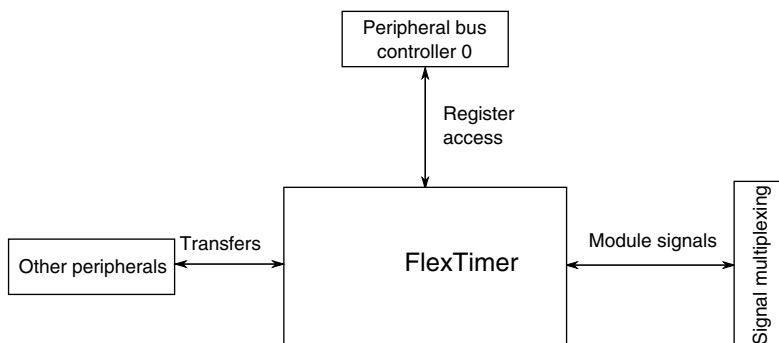 Peripheral bus
controller 0
Register
access
Transfers
Other peripherals
FlexTimer
Module signals
Signal multiplexing